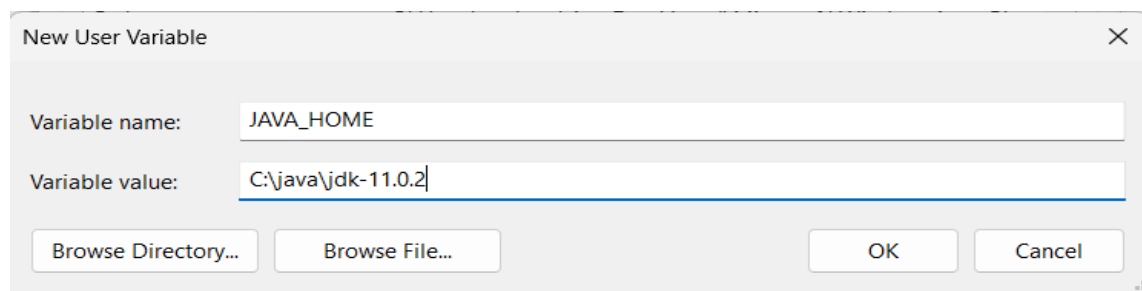 New User Variable
Variable name: JAVA_HOME
Variable value: C:\java\jdk-11.0.2
Browse Directory... Browse File... OK Cancel